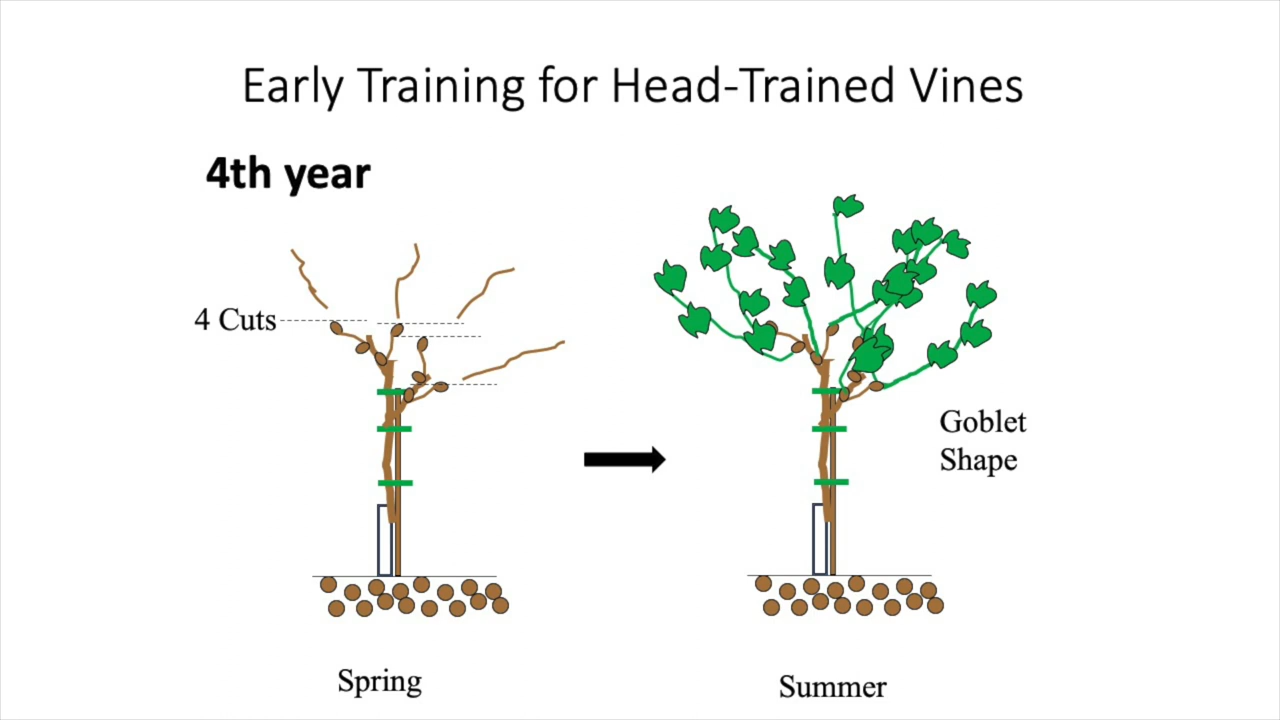 Early Training for Head-Trained Vines
4th year
4 Cuts
Goblet
Shape
Spring
Summer